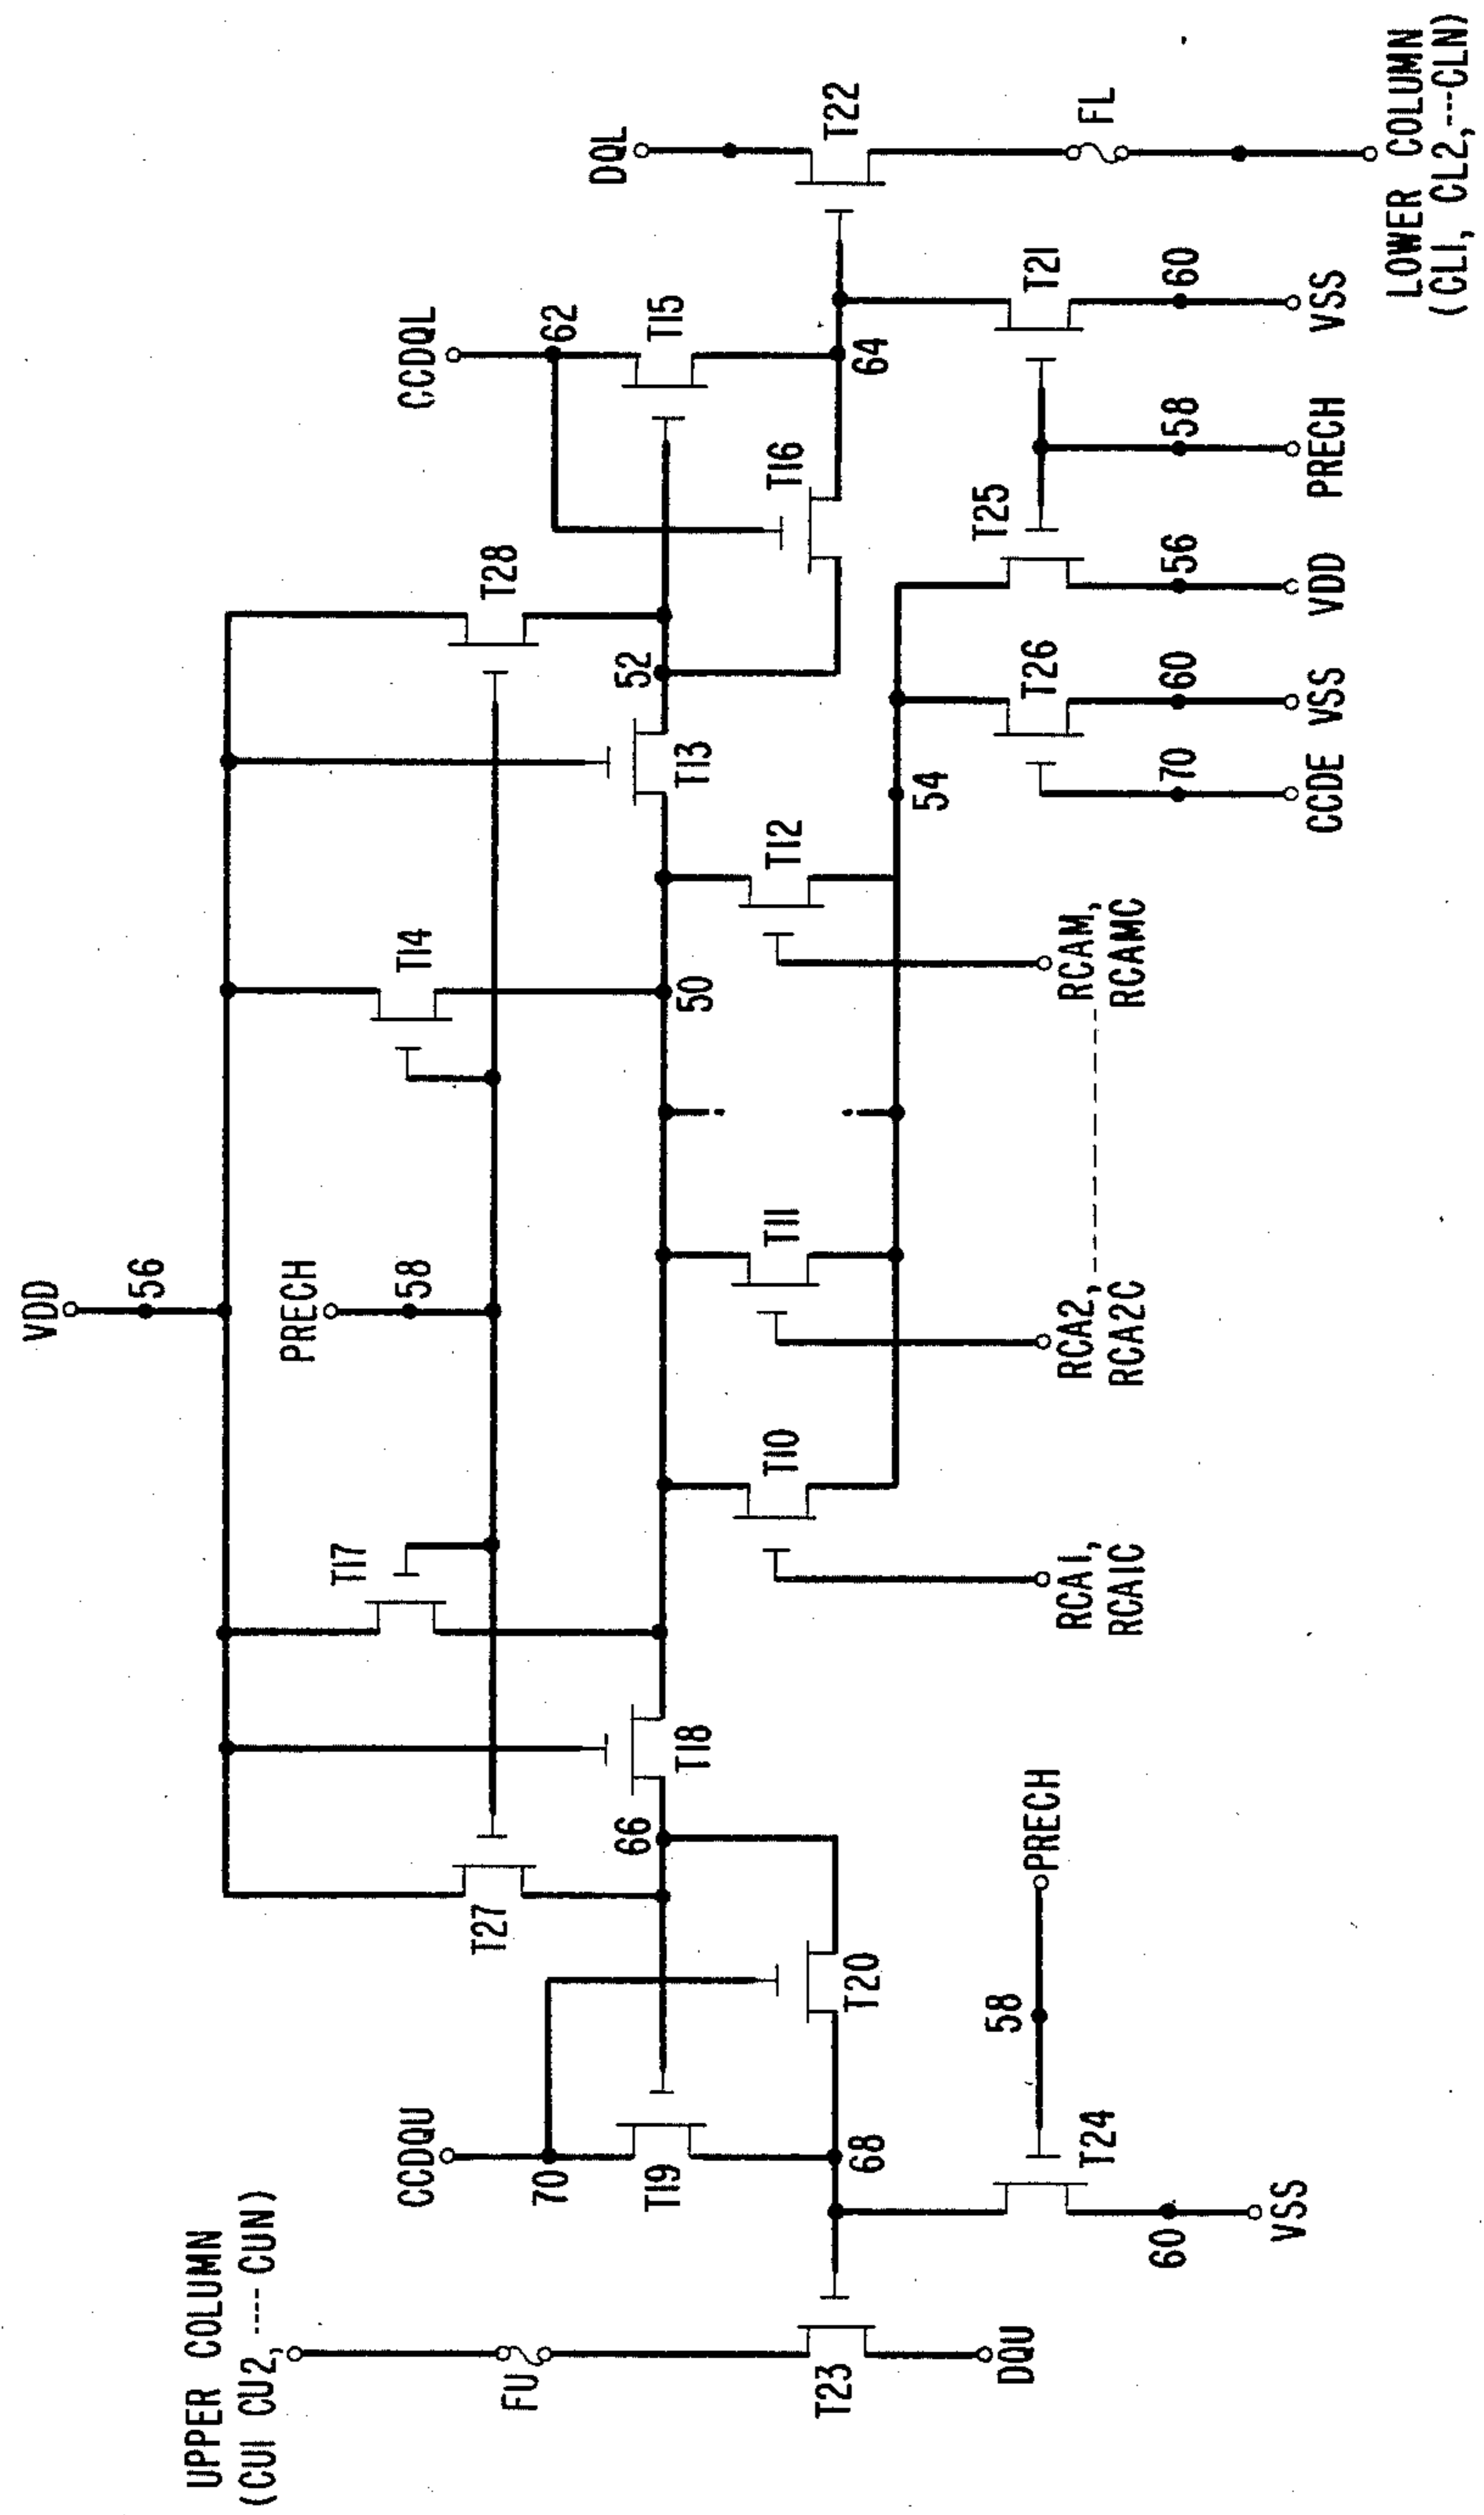 VDD
56
UPPER COLUMN
(CU1 CU2, ---- CUN)
PRECH
58
T17
T14
CCDQU
CCDQL
T27
T28
FU
70
62
DQL
66
52
T19
T18
T13
T15
50
T10
T11
T12
T16
T23
68
T20
64
T22
54
DQU
58
T25
PRECH
T26
T21
RCA1,
RCA1C
RCA2,
RCA2C
RCAM,
RCAMC
T24
FL
60
70
60
56
58
60
VSS
CCDE
VSS
VDD
PRECH
VSS
LOWER COLUMN
(CL1, CL2,---CLN)